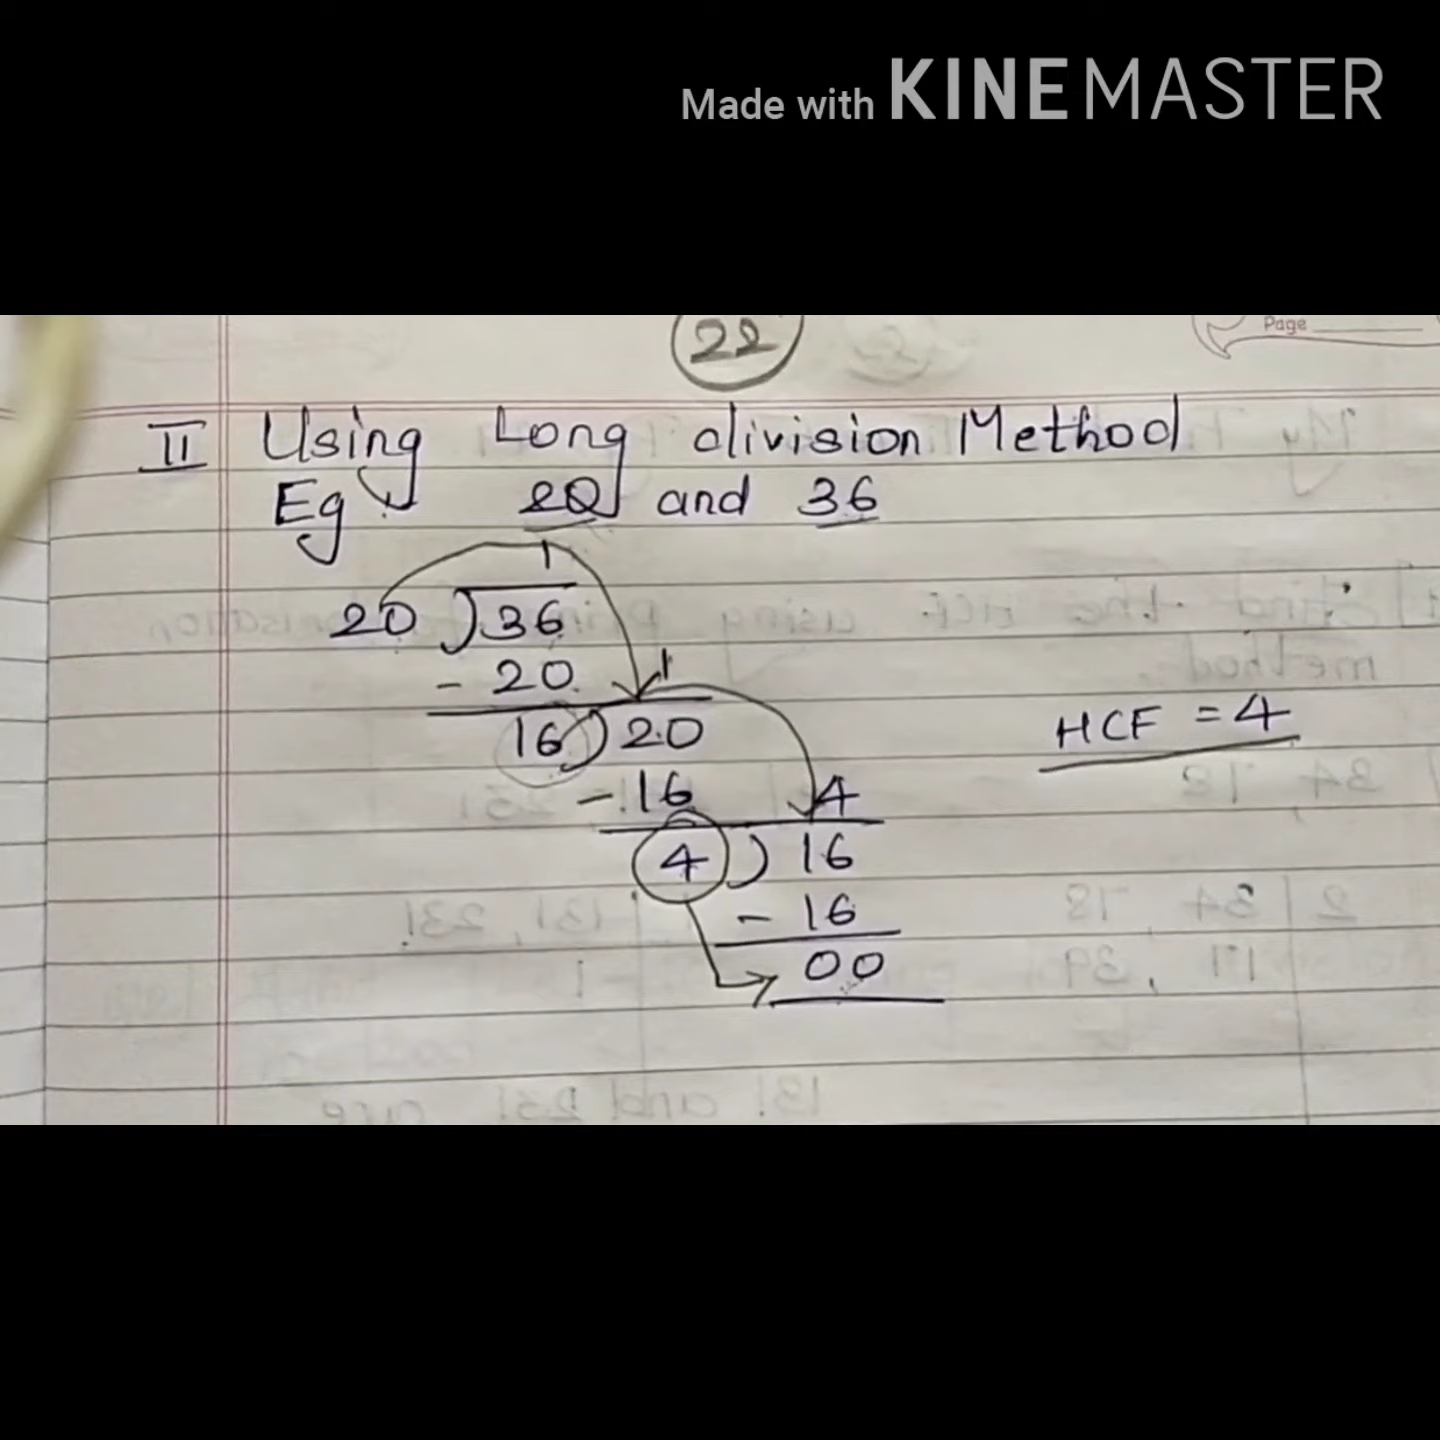 Made with KINEMASTER
22
Page
II Using Long division Method
Eg 20 and 36
1
20 ) 36
- 20 1
16 ) 20
HCF = 4
- 16 4
4 ) 16
- 16
00